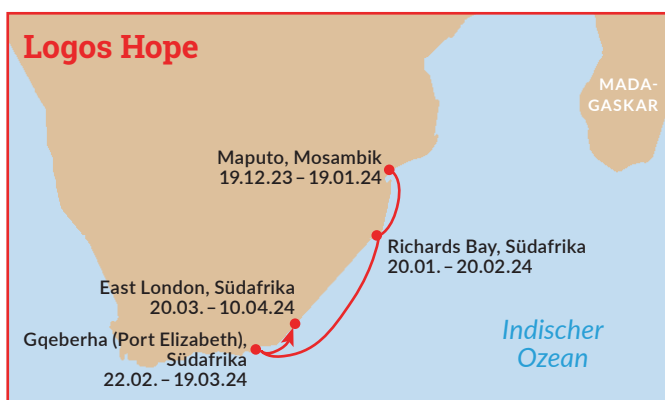 Logos Hope
MADA-
GASKAR
Maputo, Mosambik
19.12.23 – 19.01.24
Richards Bay, Südafrika
20.01. – 20.02.24
East London, Südafrika
20.03. – 10.04.24
Gqeberha (Port Elizabeth),
Südafrika
22.02. – 19.03.24
Indischer
Ozean